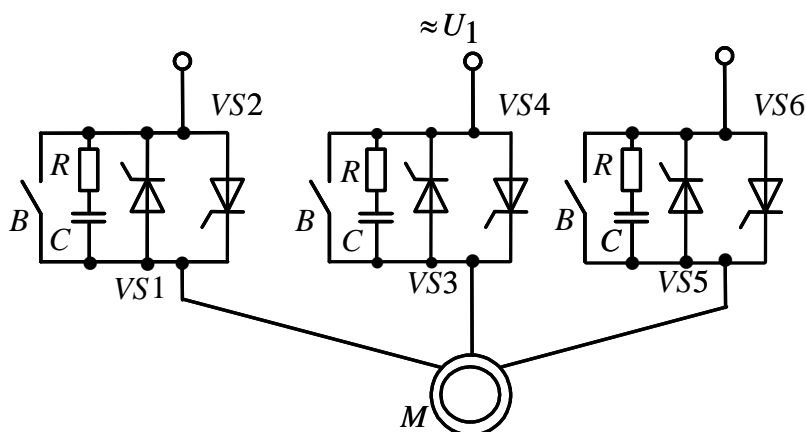 ≈U1
VS2 VS4 VS6
R R R
B C B C B C
VS1 VS3 VS5
M